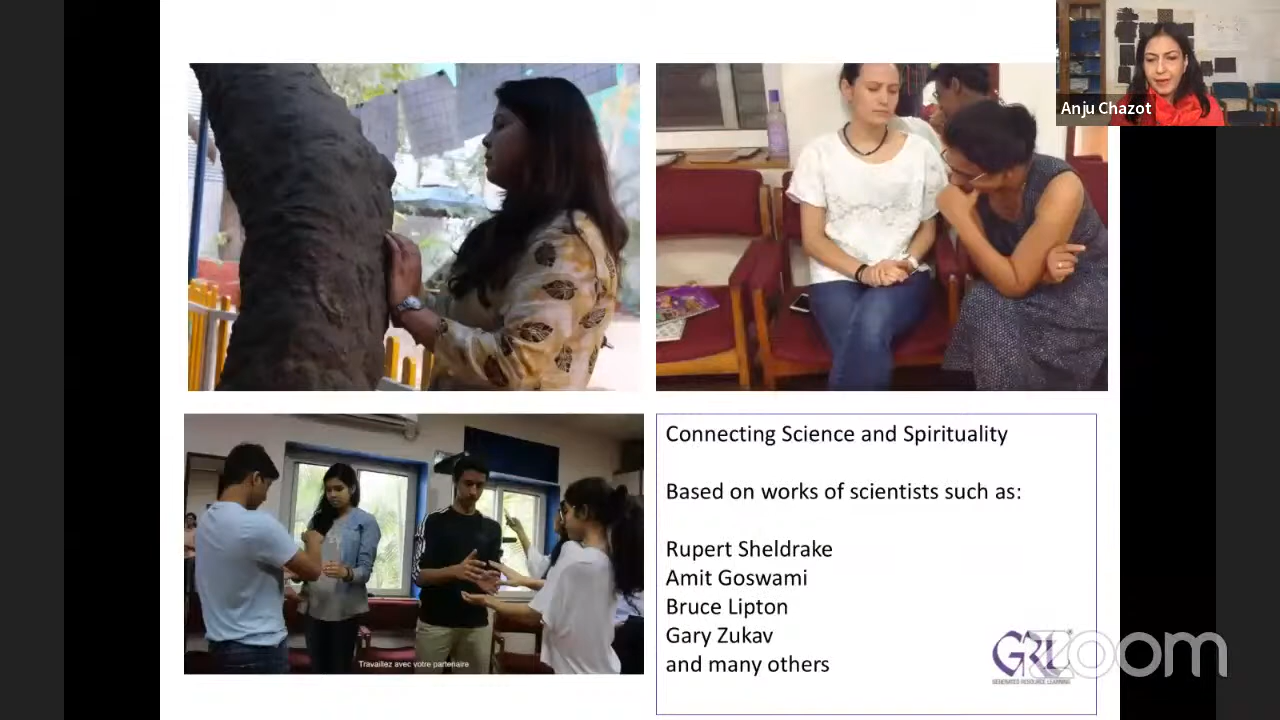 Anju Chazot
Connecting Science and Spirituality
Based on works of scientists such as:
Rupert Sheldrake
Amit Goswami
Bruce Lipton
Gary Zukav
and many others
Travaillez avec votre partenaire
GRL
zoom